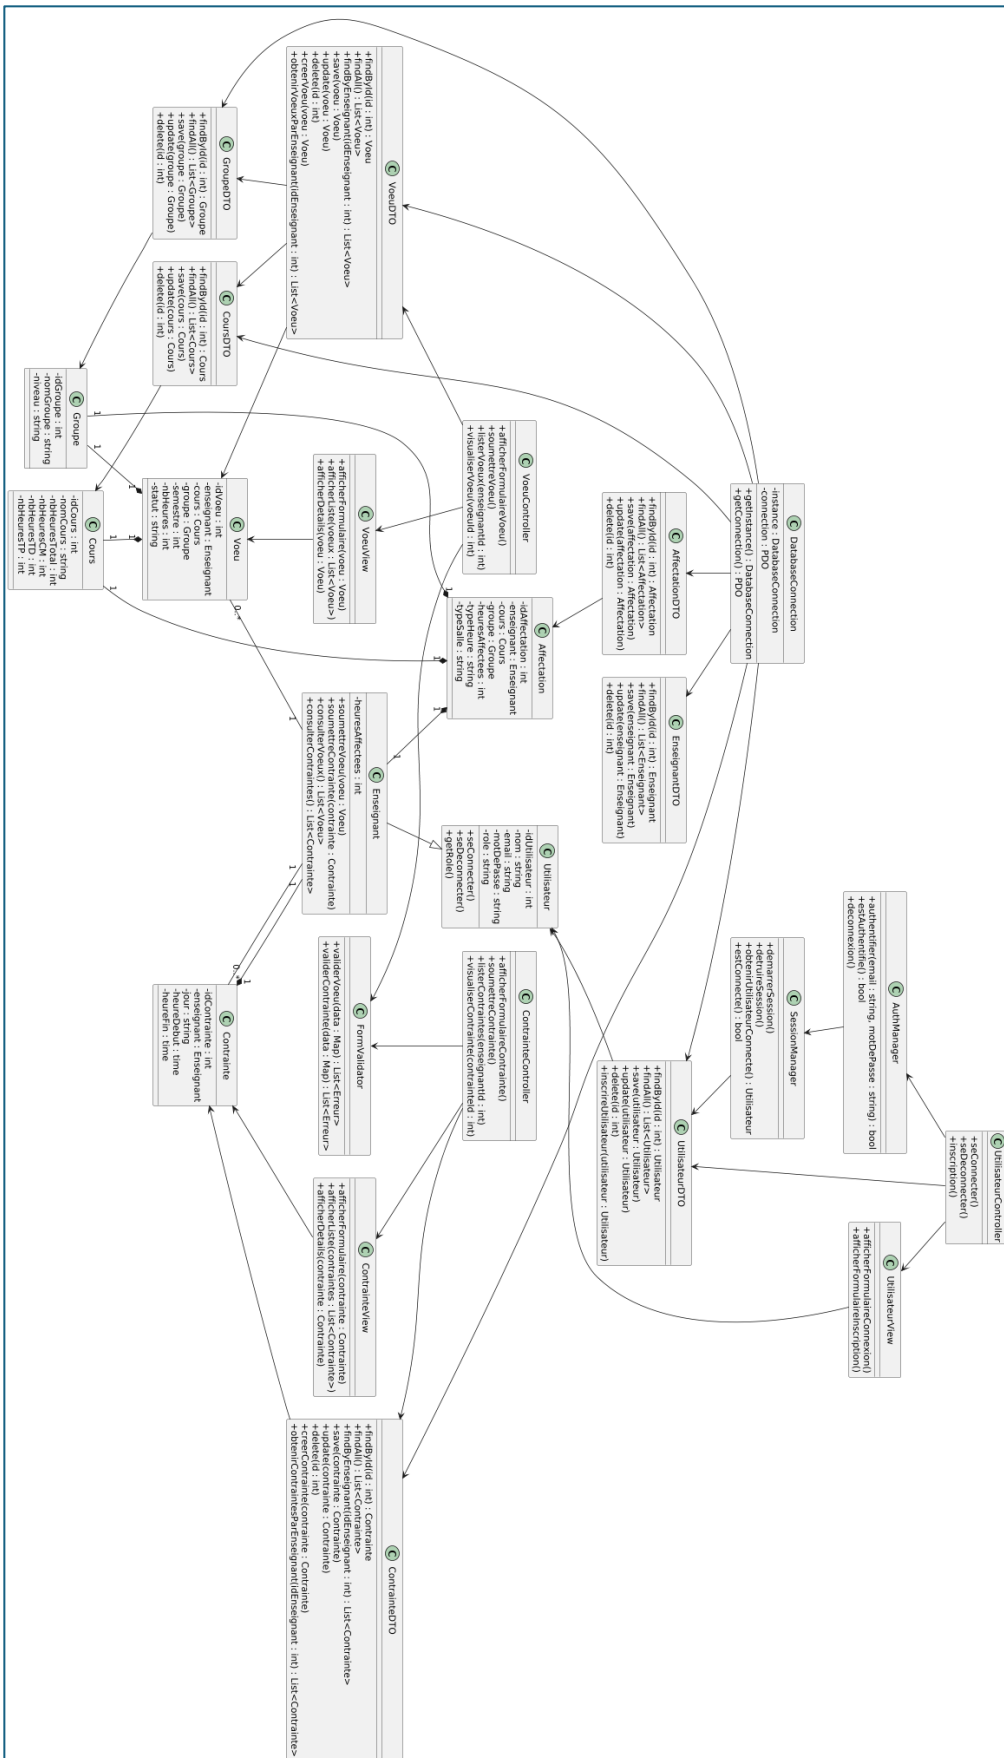 UtilisateurController
+seConnecter()
+seDeconnecter()
+inscription()
AuthManager
+authentifier(email : string, motDePasse : string) : bool
+estAuthentifie() : bool
+deconnexion()
UtilisateurView
+afficherFormulaireConnexion()
+afficherFormulaireInscription()
DatabaseConnection
-instance : DatabaseConnection
-connection : PDO
+getInstance() : DatabaseConnection
+getConnection() : PDO
SessionManager
+demarrerSession()
+detruireSession()
+obtenirUtilisateurConnecte() : Utilisateur
+estConnecte() : bool
AffectationDTO
+findById(id : int) : Affectation
+findAll() : List<Affectation>
+save(affectation : Affectation)
+update(affectation : Affectation)
+delete(id : int)
EnseignantDTO
+findById(id : int) : Enseignant
+findAll() : List<Enseignant>
+save(enseignant : Enseignant)
+update(enseignant : Enseignant)
+delete(id : int)
UtilisateurDTO
+findById(id : int) : Utilisateur
+findAll() : List<Utilisateur>
+save(utilisateur : Utilisateur)
+update(utilisateur : Utilisateur)
+delete(id : int)
+inscrireUtilisateur(utilisateur : Utilisateur)
VoeuController
+afficherFormulaireVoeu()
+soumettreVoeu()
+listerVoeux(enseignantId : int)
+visualiserVoeu(voeuId : int)
Affectation
-idAffectation : int
-enseignant : Enseignant
-cours : Cours
-groupe : Groupe
-heuresAffectees : int
-typeHeure : string
-typeSalle : string
1
1
1
Utilisateur
-idUtilisateur : int
-nom : string
-email : string
-motDePasse : string
-role : string
+seConnecter()
+seDeconnecter()
+getRole()
ContrainteController
+afficherFormulaireContrainte()
+soumettreContrainte()
+listerContraintes(enseignantId : int)
+visualiserContrainte(contrainteId : int)
VoeuDTO
+findById(id : int) : Voeu
+findAll() : List<Voeu>
+findByEnseignant(idEnseignant : int) : List<Voeu>
+save(voeu : Voeu)
+update(voeu : Voeu)
+delete(id : int)
+creerVoeu(voeu : Voeu)
+obtenirVoeuxParEnseignant(idEnseignant : int) : List<Voeu>
VoeuView
+afficherFormulaire(voeu : Voeu)
+afficherListe(voeux : List<Voeu>)
+afficherDetails(voeu : Voeu)
1
Enseignant
-heuresAffectees : int
+soumettreVoeu(voeu : Voeu)
+soumettreContrainte(contrainte : Contrainte)
+consulterVoeux() : List<Voeu>
+consulterContraintes() : List<Contrainte>
1
1
1
FormValidator
+validerVoeu(data : Map) : List<Erreur>
+validerContrainte(data : Map) : List<Erreur>
ContrainteView
+afficherFormulaire(contrainte : Contrainte)
+afficherListe(contraintes : List<Contrainte>)
+afficherDetails(contrainte : Contrainte)
ContrainteDTO
+findById(id : int) : Contrainte
+findAll() : List<Contrainte>
+findByEnseignant(idEnseignant : int) : List<Contrainte>
+save(contrainte : Contrainte)
+update(contrainte : Contrainte)
+delete(id : int)
+creerContrainte(contrainte : Contrainte)
+obtenirContraintesParEnseignant(idEnseignant : int) : List<Contrainte>
GroupeDTO
+findById(id : int) : Groupe
+findAll() : List<Groupe>
+save(groupe : Groupe)
+update(groupe : Groupe)
+delete(id : int)
CoursDTO
+findById(id : int) : Cours
+findAll() : List<Cours>
+save(cours : Cours)
+update(cours : Cours)
+delete(id : int)
Voeu
-idVoeu : int
-enseignant : Enseignant
-cours : Cours
-groupe : Groupe
-semestre : int
-nbHeures : int
-statut : string
1
1
0..*
0..*
1
Contrainte
-idContrainte : int
-enseignant : Enseignant
-jour : string
-heureDebut : time
-heureFin : time
Groupe
-idGroupe : int
-nomGroupe : string
-niveau : string
1
1
Cours
-idCours : int
-nomCours : string
-nbHeuresTotal : int
-nbHeuresCM : int
-nbHeuresTD : int
-nbHeuresTP : int
1
1